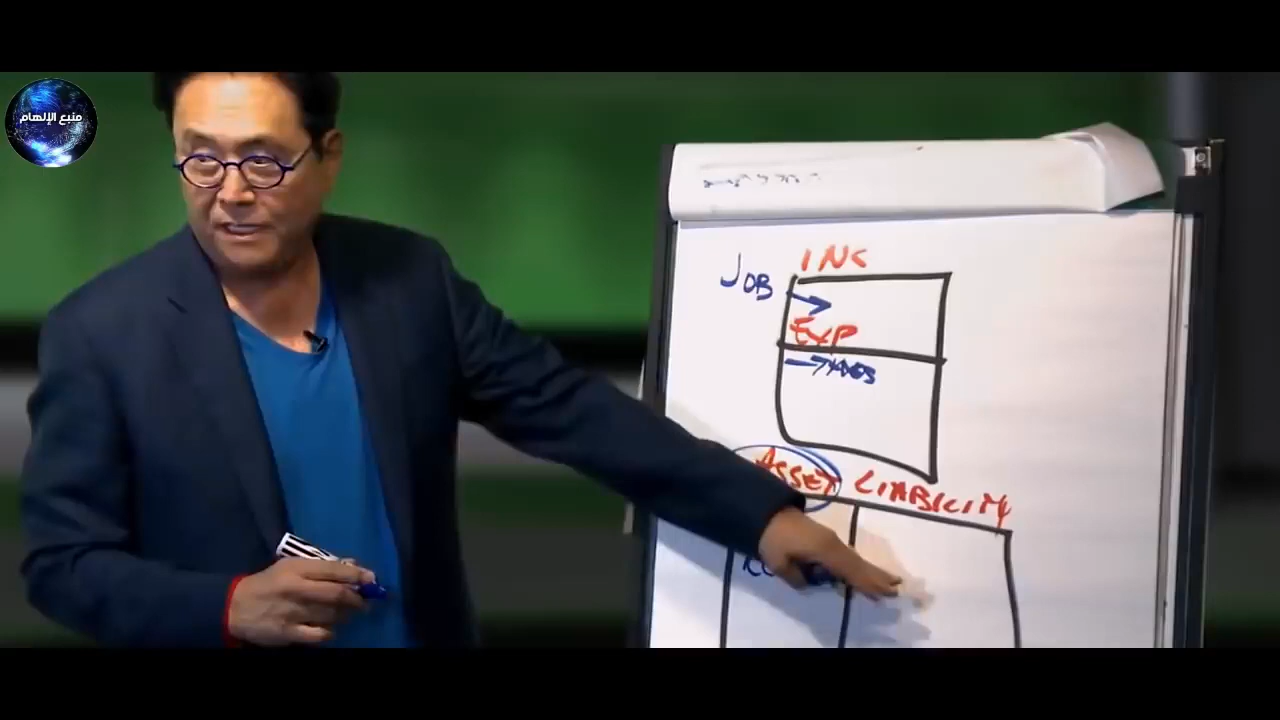 منبع الإلهام
INC
JOB
EXP
TAXES
ASSET LIABILITY